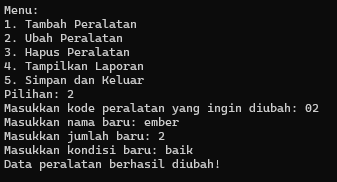 Menu:
1. Tambah Peralatan
2. Ubah Peralatan
3. Hapus Peralatan
4. Tampilkan Laporan
5. Simpan dan Keluar
Pilihan: 2
Masukkan kode peralatan yang ingin diubah: 02
Masukkan nama baru: ember
Masukkan jumlah baru: 2
Masukkan kondisi baru: baik
Data peralatan berhasil diubah!